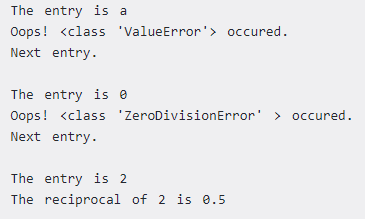 The entry is a
Oops! <class 'ValueError'> occured.
Next entry.
The entry is 0
Oops! <class 'ZeroDivisionError' > occured.
Next entry.
The entry is 2
The reciprocal of 2 is 0.5